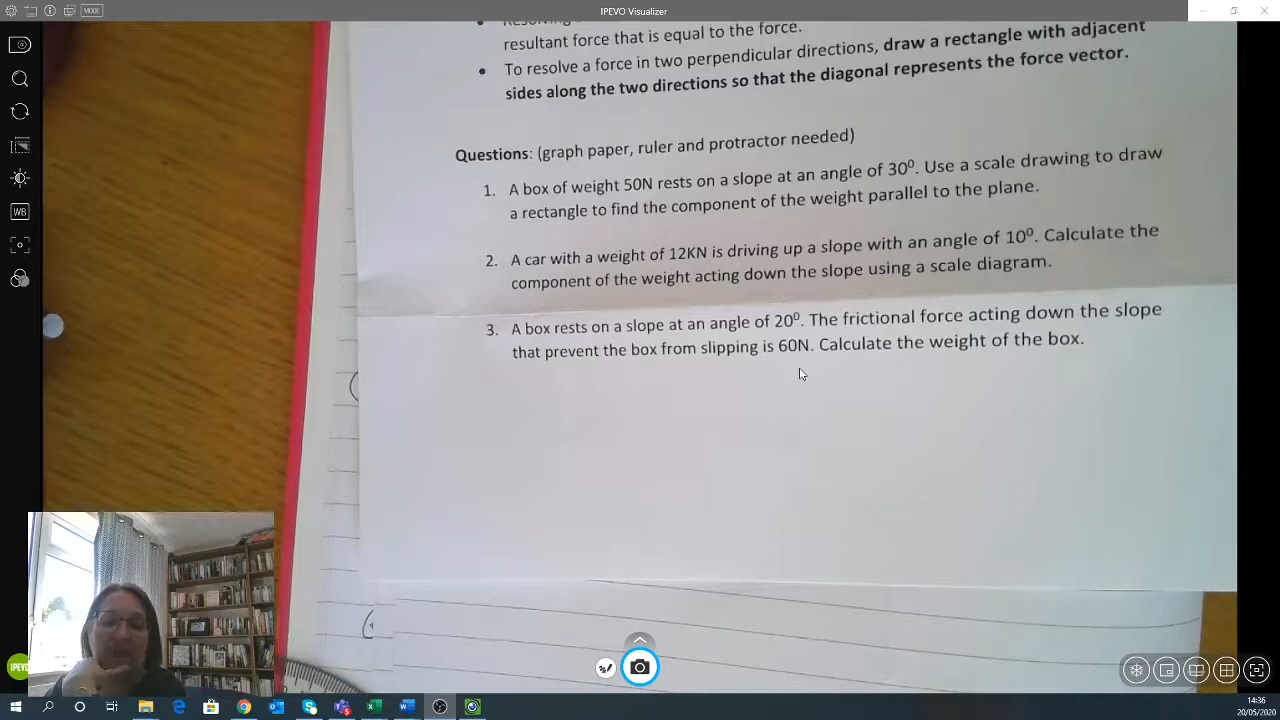 IPEVO Visualizer
MODE
resultant force that is equal to the force.
• To resolve a force in two perpendicular directions, draw a rectangle with adjacent
sides along the two directions so that the diagonal represents the force vector.
Questions: (graph paper, ruler and protractor needed)
1. A box of weight 50N rests on a slope at an angle of 30⁰. Use a scale drawing to draw
a rectangle to find the component of the weight parallel to the plane.
2. A car with a weight of 12KN is driving up a slope with an angle of 10⁰. Calculate the
component of the weight acting down the slope using a scale diagram.
3. A box rests on a slope at an angle of 20⁰. The frictional force acting down the slope
that prevent the box from slipping is 60N. Calculate the weight of the box.
WB
14:36
20/05/2020